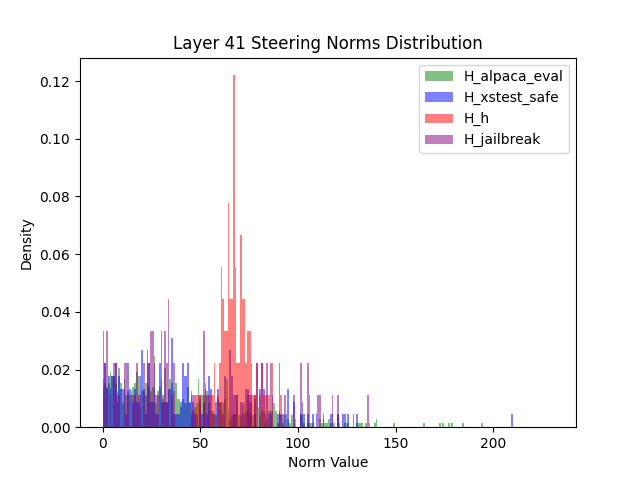 Layer 41 Steering Norms Distribution
H_alpaca_eval
H_xstest_safe
H_h
H_jailbreak
0.12
0.10
0.08
0.06
0.04
0.02
0.00
Density
0 50 100 150 200
Norm Value